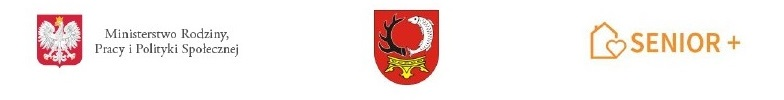 Ministerstwo Rodziny,
Pracy i Polityki Społecznej
SENIOR +